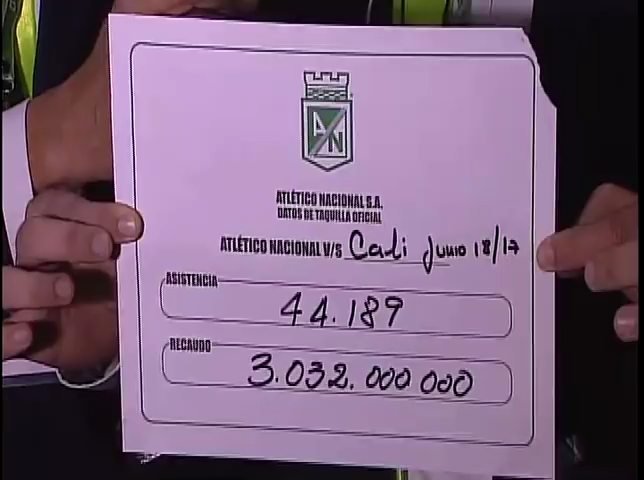 AN
ATLÉTICO NACIONAL S.A.
DATOS DE TAQUILLA OFICIAL
ATLÉTICO NACIONAL V/S Cali Junio 18/17
ASISTENCIA
44.189
RECAUDO
3.032.000 000